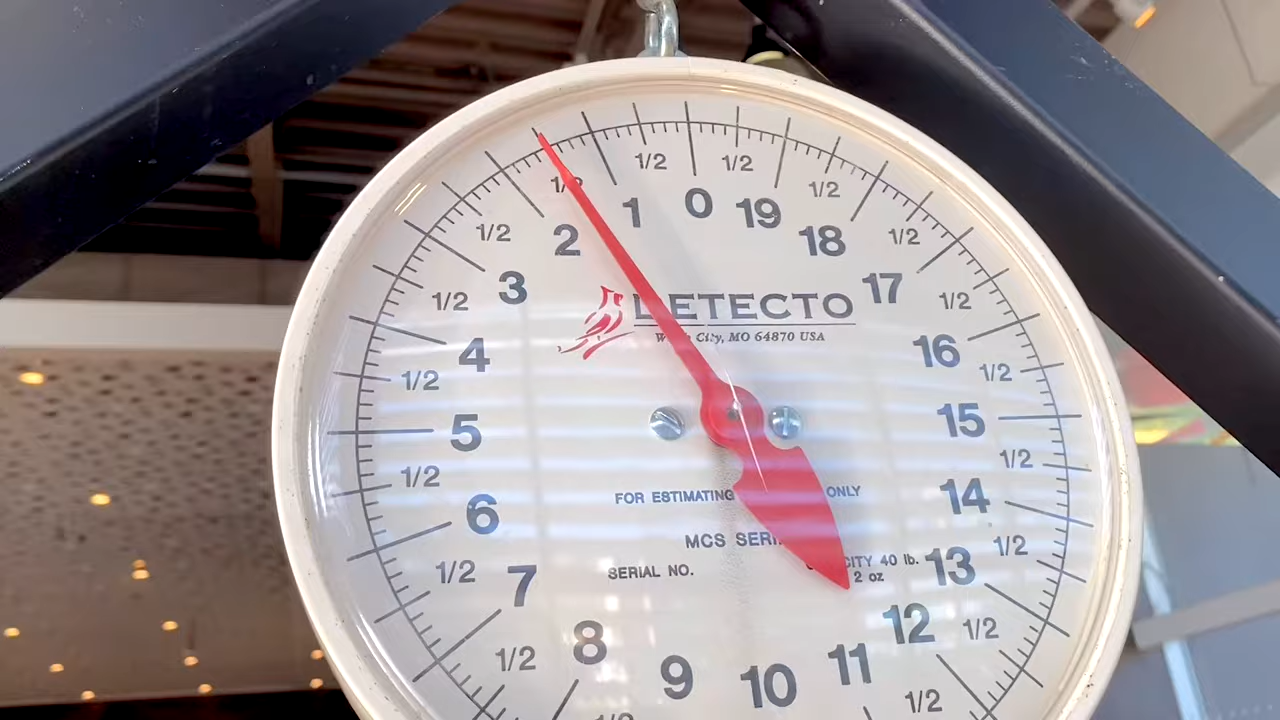 1/2 1/2
1/2 1/2
1 0 19
1/2 2 18 1/2
3 17
1/2 DETECTO 1/2
City, MO 64870 USA
4 16
1/2 1/2
5 15
1/2 1/2
FOR ESTIMATING ONLY
6 14
MCS 1/2
1/2 SERIAL NO. 40 lb.
7 2 oz 13
8 12 1/2
1/2 9 10 11
1/2 1/2